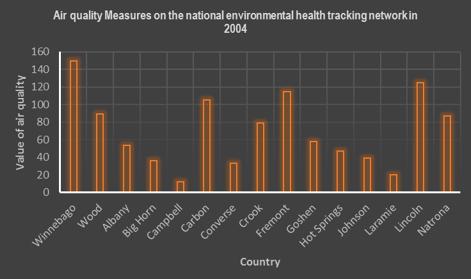 Air quality Measures on the national environmental health tracking network in
2004
Value of air quality
160
140
120
100
80
60
40
20
0
Winnebago
Wood
Albany
Big Horn
Campbell
Carbon
Converse
Crook
Fremont
Goshen
Hot Springs
Johnson
Laramie
Lincoln
Natrona
Country